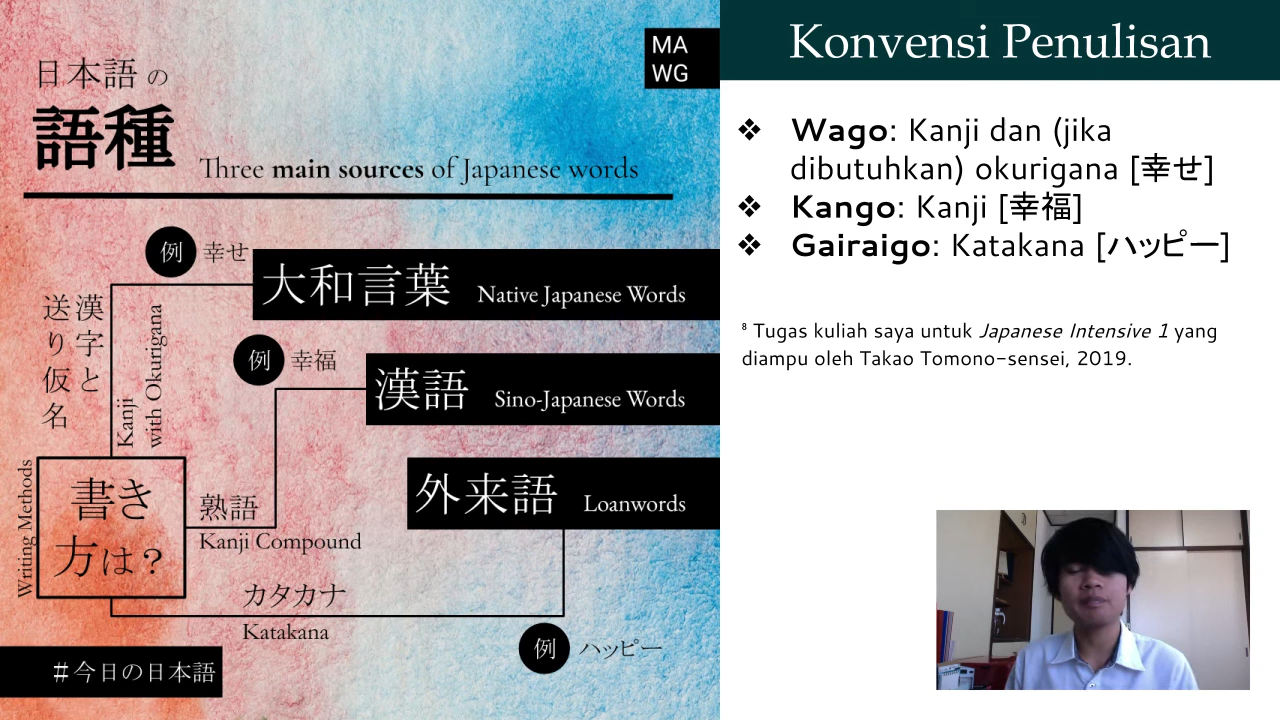 MA
WG
日本語 の
語種
Three main sources of Japanese words
例 幸せ
大和言葉 Native Japanese Words
漢字と
送り仮名
Kanji
with Okurigana
例 幸福
漢語 Sino-Japanese Words
外来語 Loanwords
Writing Methods
書き
方は？
熟語
Kanji Compound
カタカナ
Katakana
例 ハッピー
#今日の日本語
Konvensi Penulisan
❖ Wago: Kanji dan (jika
dibutuhkan) okurigana [幸せ]
❖ Kango: Kanji [幸福]
❖ Gairaigo: Katakana [ハッピー]
⁸ Tugas kuliah saya untuk Japanese Intensive 1 yang
diampu oleh Takao Tomono-sensei, 2019.